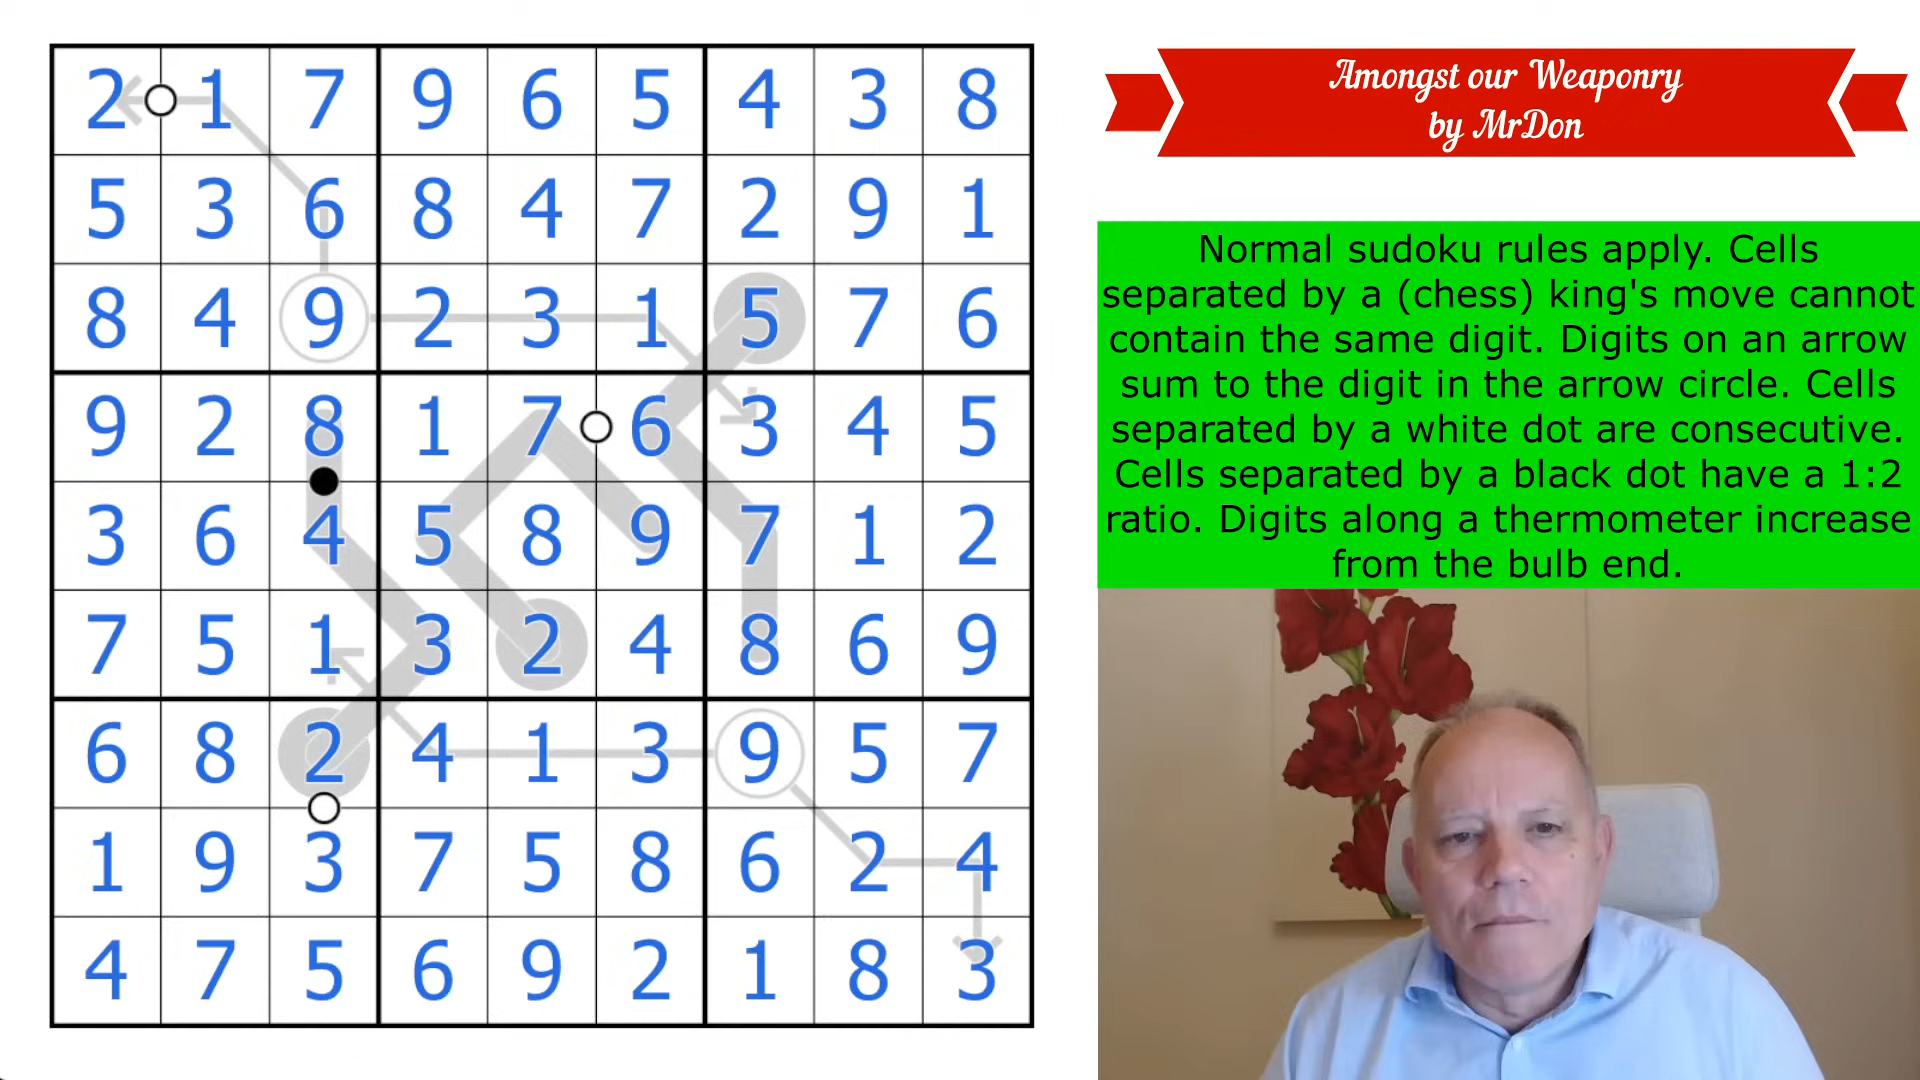 Amongst our Weaponry
by MrDon
2 1 7 9 6 5 4 3 8
5 3 6 8 4 7 2 9 1
8 4 9 2 3 1 5 7 6
9 2 8 1 7 6 3 4 5
3 6 4 5 8 9 7 1 2
7 5 1 3 2 4 8 6 9
6 8 2 4 1 3 9 5 7
1 9 3 7 5 8 6 2 4
4 7 5 6 9 2 1 8 3
Normal sudoku rules apply. Cells
separated by a (chess) king's move cannot
contain the same digit. Digits on an arrow
sum to the digit in the arrow circle. Cells
separated by a white dot are consecutive.
Cells separated by a black dot have a 1:2
ratio. Digits along a thermometer increase
from the bulb end.